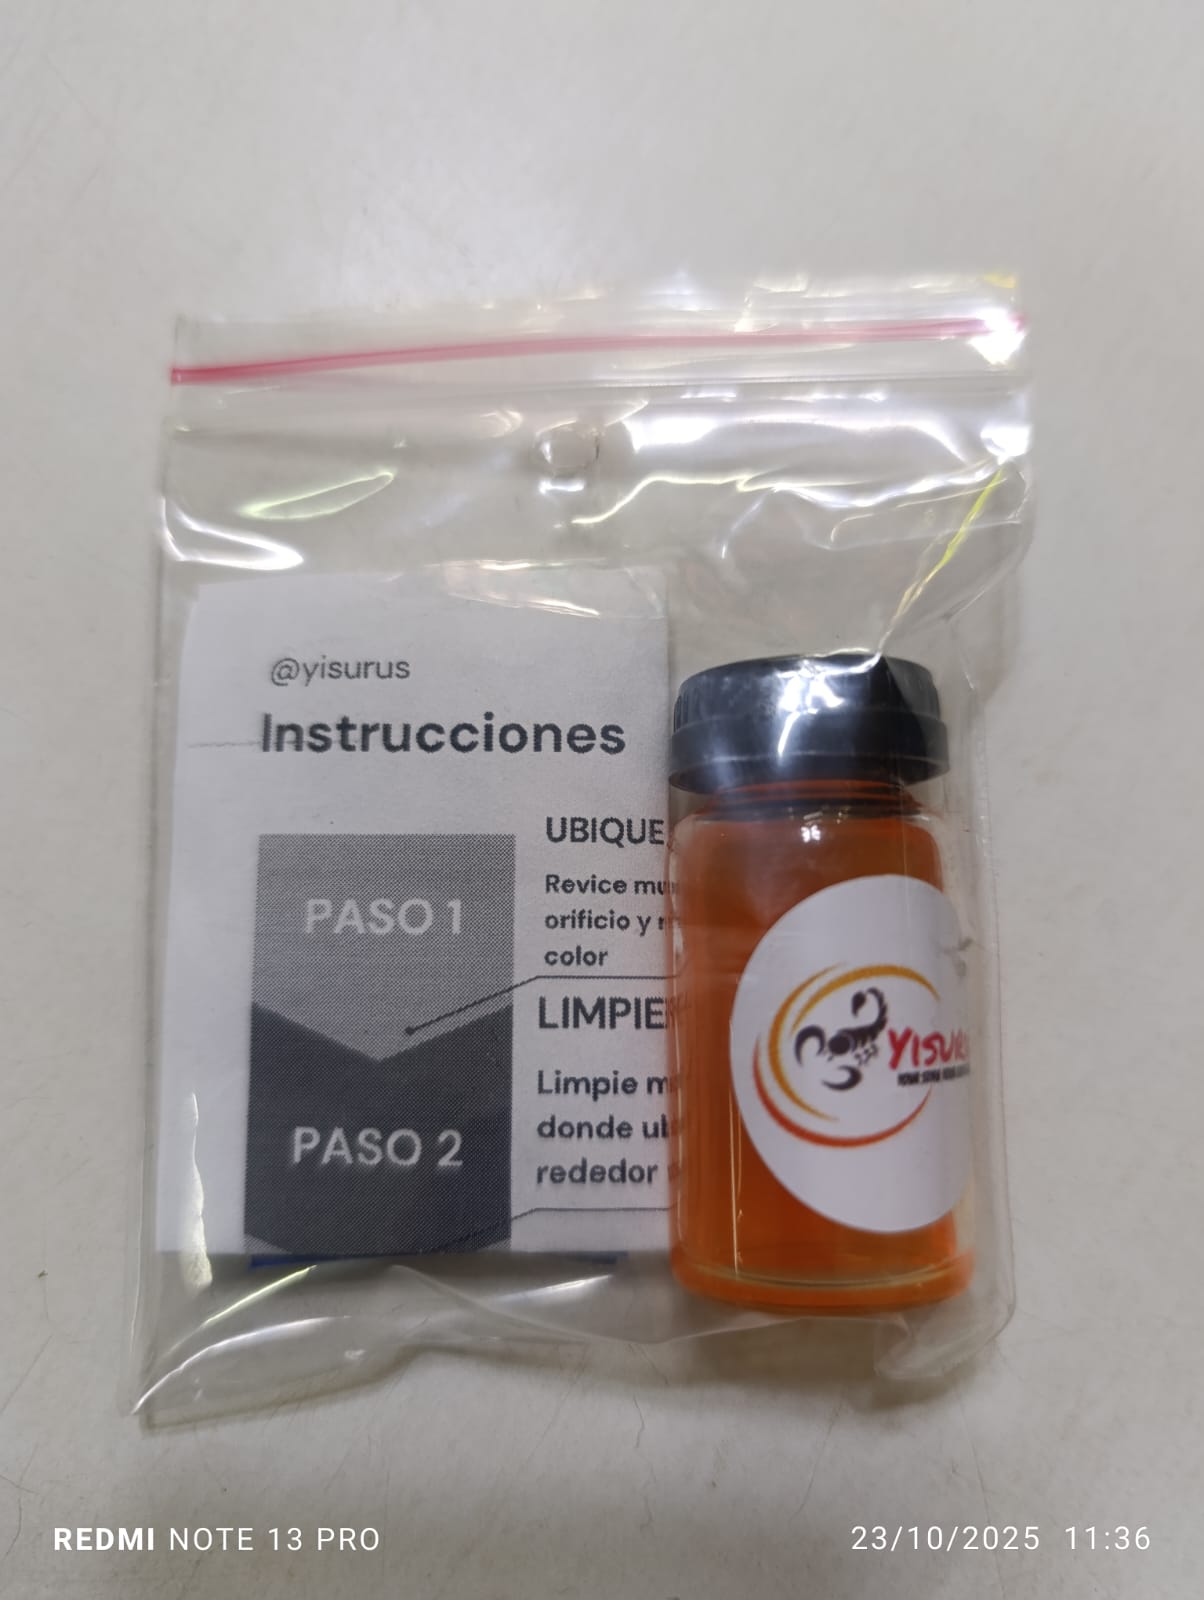 @yisurus
Instrucciones
UBIQUE
PASO 1
Revice
orificio y
color
LIMPIE
PASO 2
Limpie
donde
rededor
REDMI NOTE 13 PRO
23/10/2025 11:36